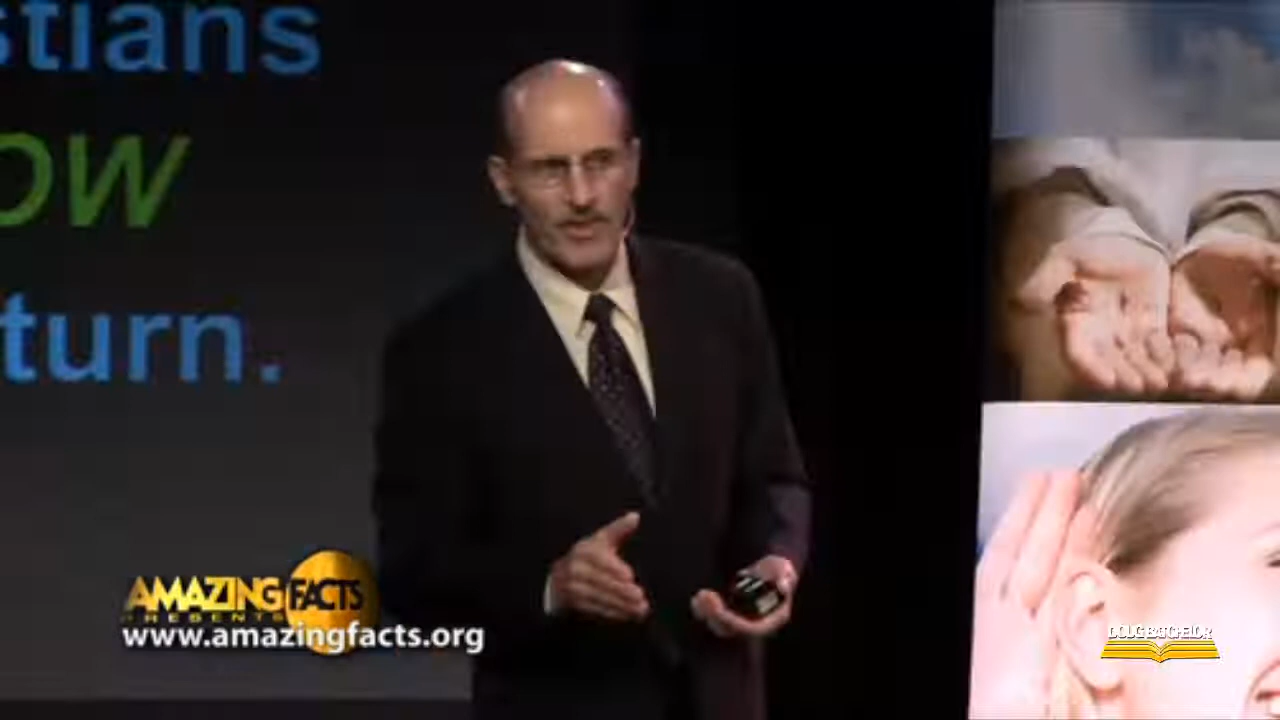 stians
ow
turn.
AMAZING FACTS
PRESENTS
www.amazingfacts.org
DOUG BATCHELOR